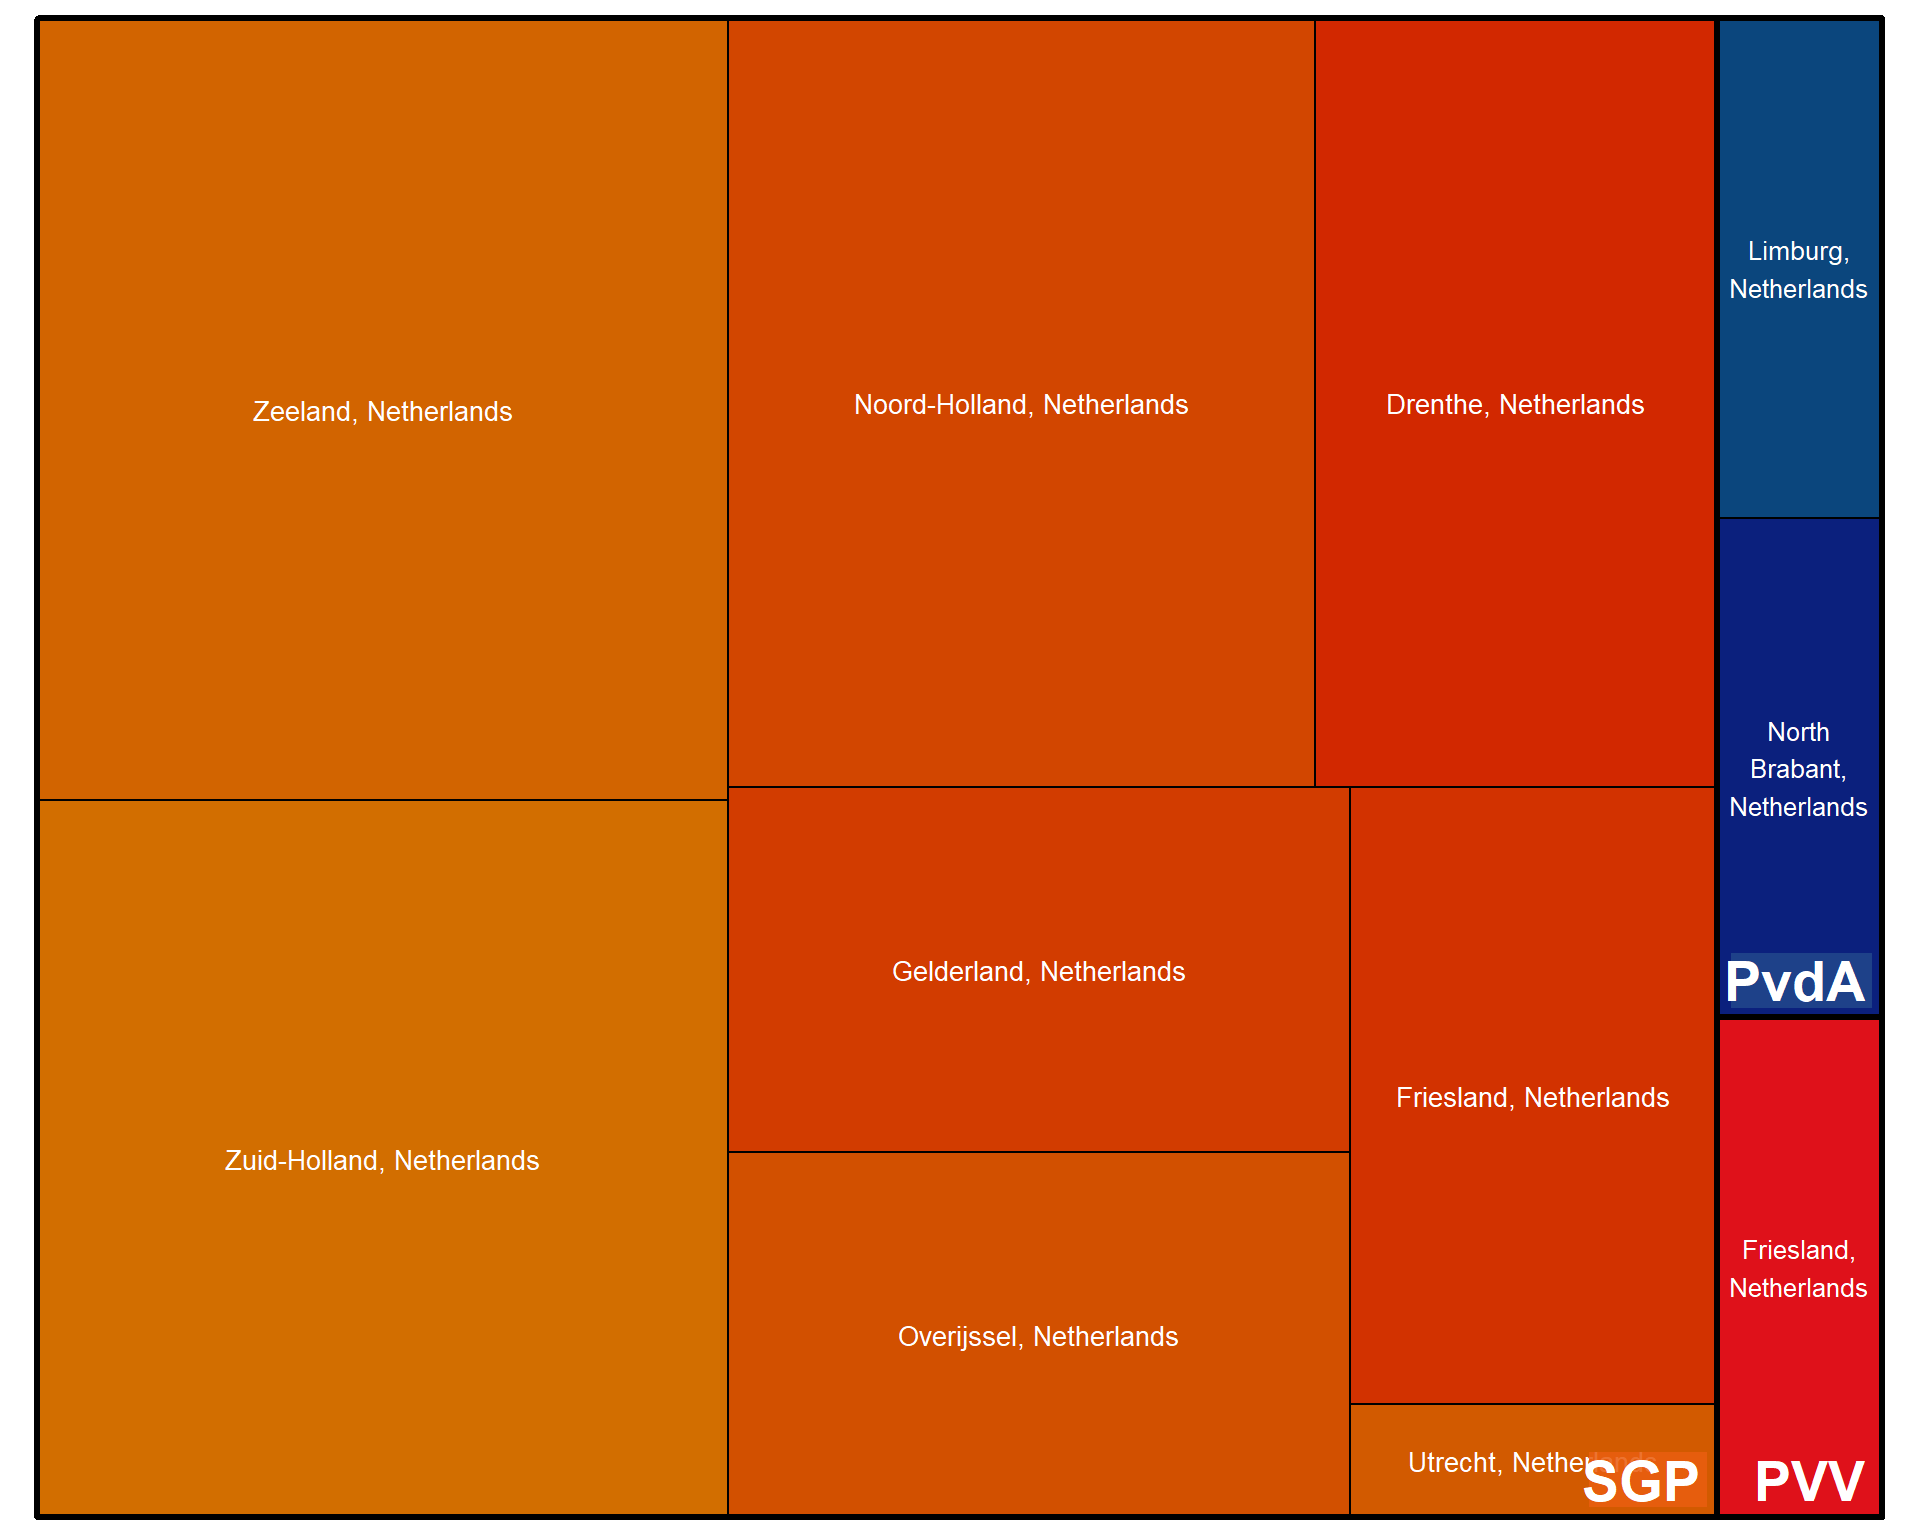 Zeeland, Netherlands
Noord-Holland, Netherlands
Drenthe, Netherlands
Limburg,
Netherlands
North
Brabant,
Netherlands
PvdA
Zuid-Holland, Netherlands
Gelderland, Netherlands
Friesland, Netherlands
Overijssel, Netherlands
Utrecht, Netherlands
SGP
Friesland,
Netherlands
PVV